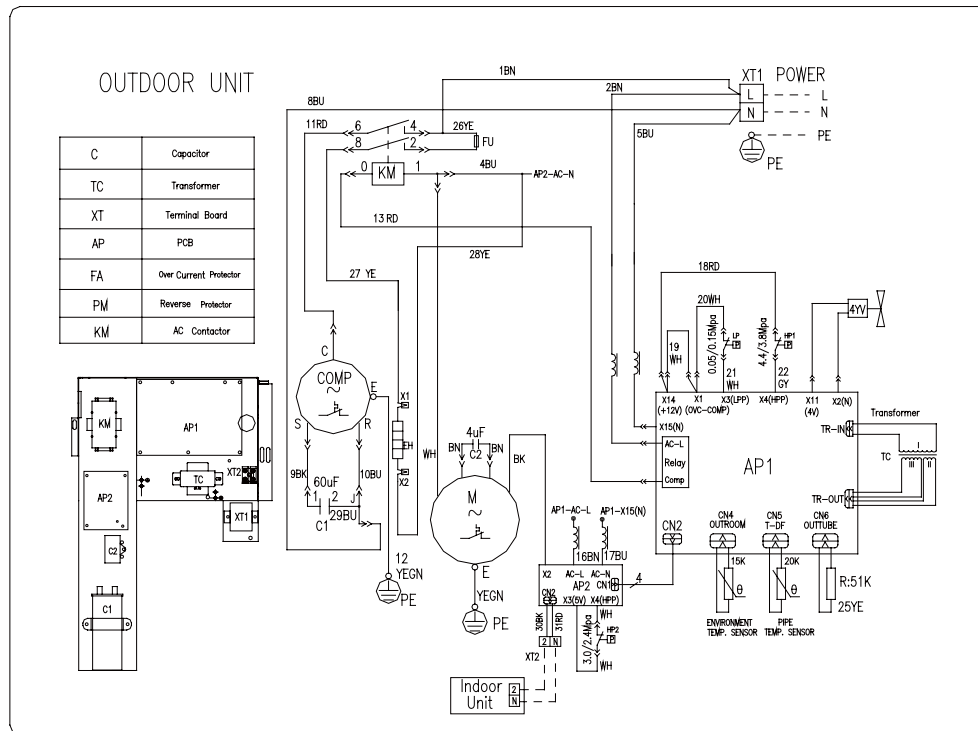 OUTDOOR UNIT
C Capacitor
TC Transformer
XT Terminal Board
AP PCB
FA Over Current Protector
PM Reverse Protector
KM AC Contactor
1BN
XT1 POWER
2BN
L L
N N
8BU
11RD
6 4
26YE
FU
8 2
5BU
PE
PE
0 KM 1
4BU
AP2-AC-N
13 RD
28YE
27 YE
18RD
20WH
19
WH
0.05/0.15Mpa
LP
P
4.4/3.8Mpa
HP1
P
21
WH
22
GY
4YV
C
COMP
~
E
S R
X1
EH
X2
X14
(+12V)
X1
(OVC-COMP)
X3(LPP)
X4(HPP)
X11
(4V)
X2(N)
X15(N)
AC-L
Relay
Comp
AP1
TR-IN
TR-OUT
Transformer
TC
I
II
III
9BK
60uF
1 2
C1
10BU
J
29BU
WH
4uF
BN C2 BN
BK
M
~
E
12
YEGN
PE
YEGN
PE
AP1-AC-L
AP1-X15(N)
16BN
17BU
X2 AC-L AC-N
CN1
AP2
CN2
X3(5V) X4(HPP)
4
30BK
31RD
WH
3.0/2.4Mpa
HP2
P
WH
XT2
2 N
Indoor
Unit
2
N
CN2
CN4
OUTROOM
CN5
T-DF
CN6
OUTTUBE
15K
θ
20K
θ
R:51K
25YE
ENVIRONMENT
TEMP. SENSOR
PIPE
TEMP. SENSOR
KM
AP1
AP2
TC
XT2
XT1
C2
C1